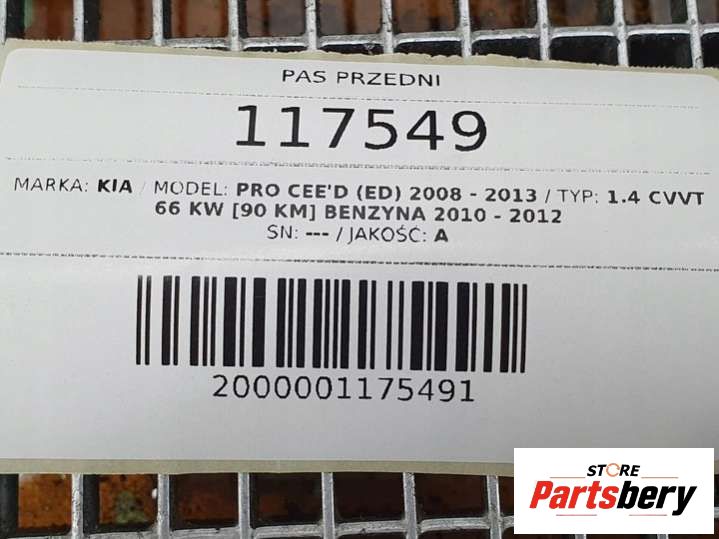 PAS PRZEDNI
117549
MARKA: KIA / MODEL: PRO CEE'D (ED) 2008 - 2013 / TYP: 1.4 CVVT
66 KW [90 KM] BENZYNA 2010 - 2012
SN: --- / JAKOŚĆ: A
2000001175491
STORE
Partsbery